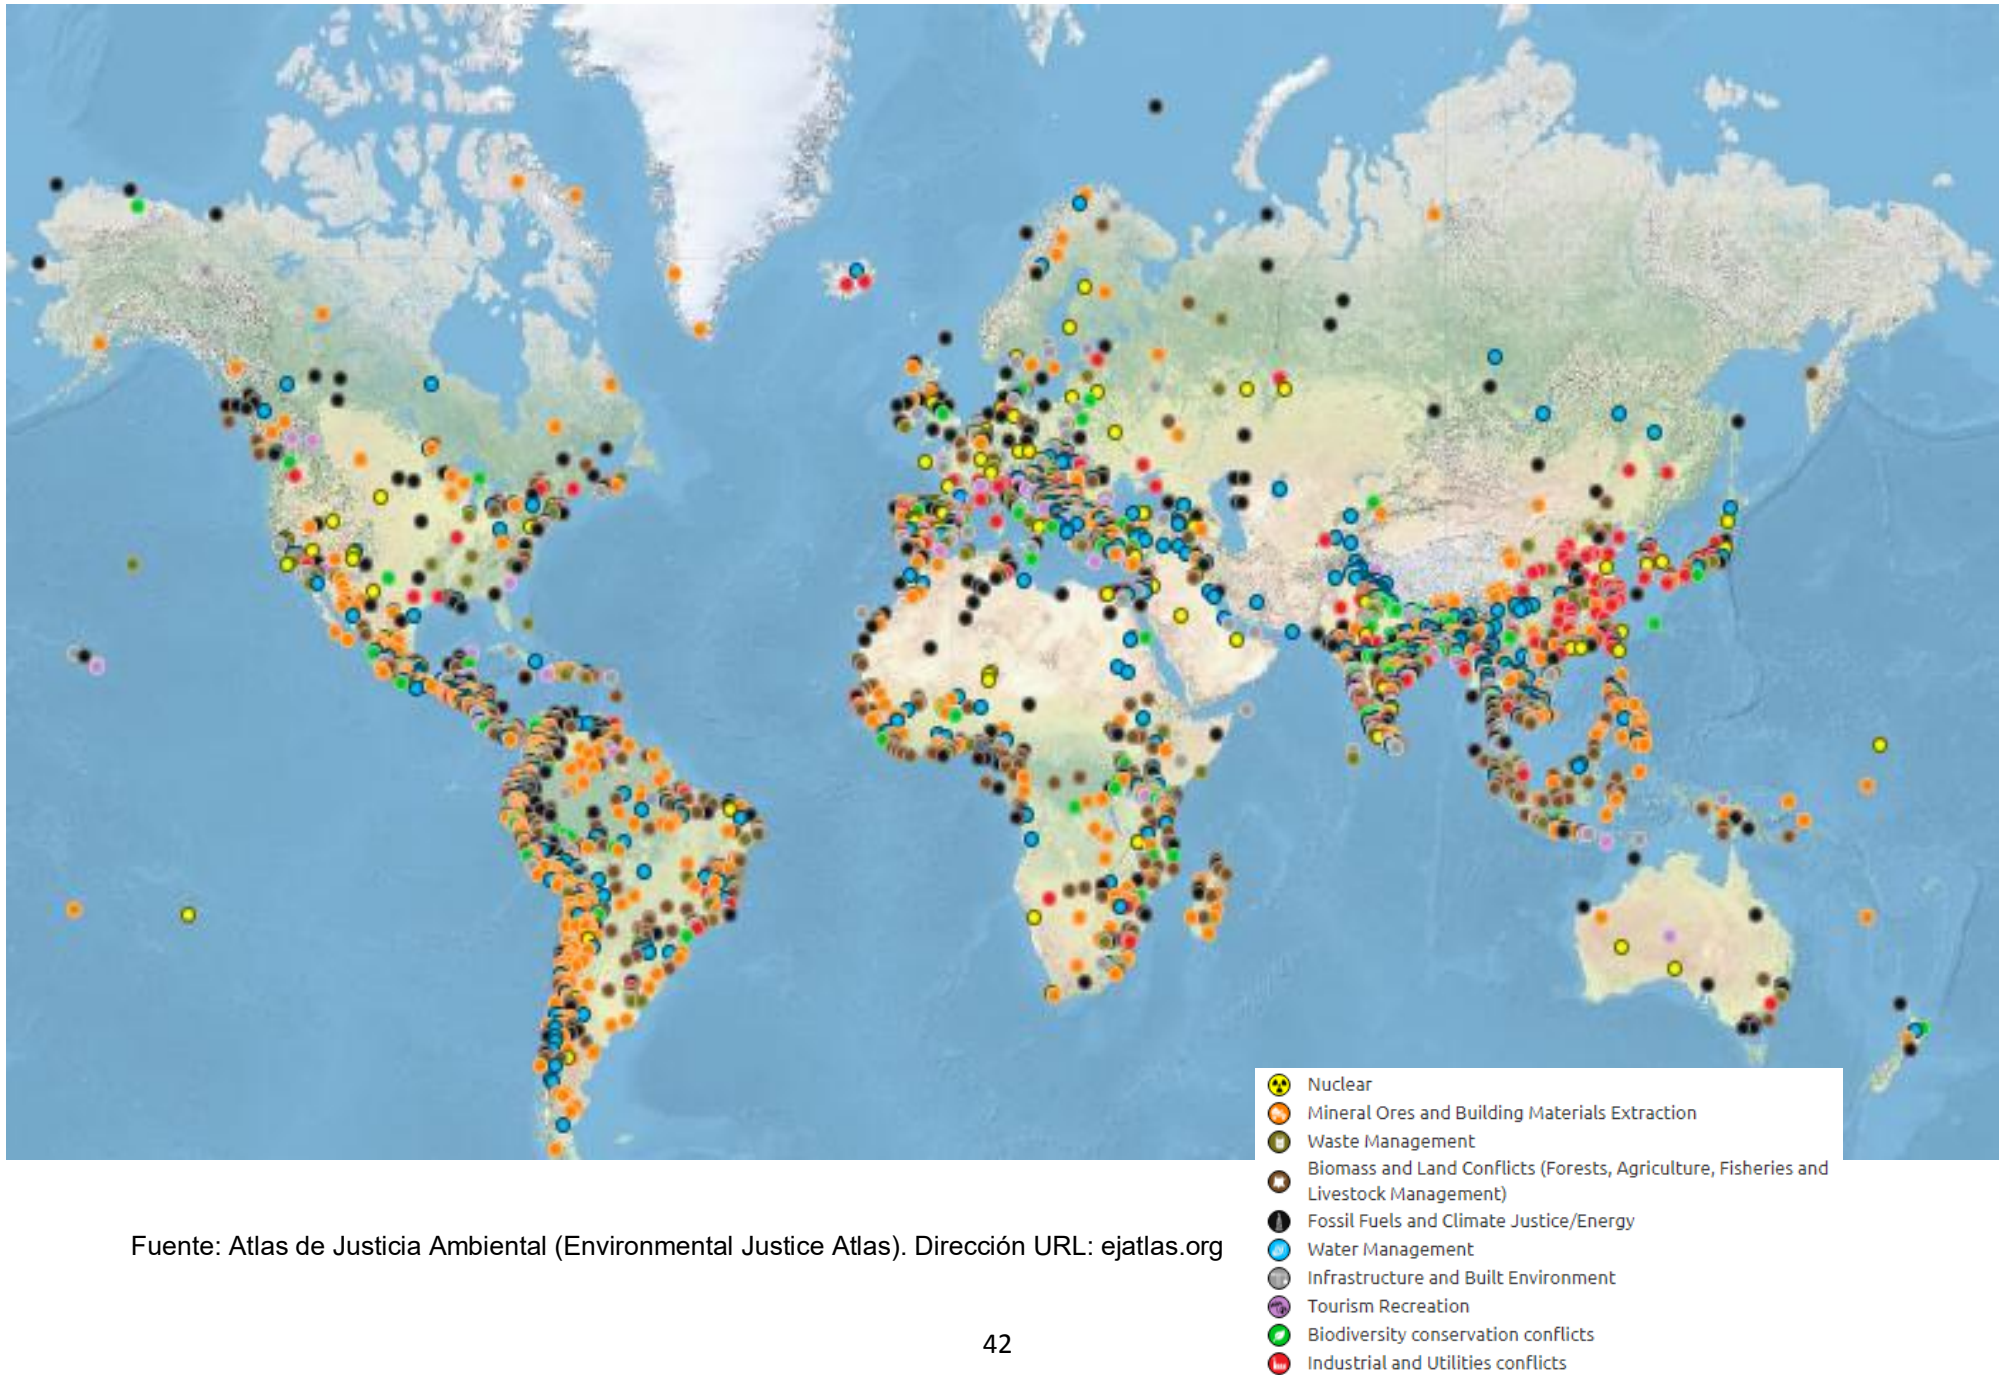 Nuclear
Mineral Ores and Building Materials Extraction
Waste Management
Biomass and Land Conflicts (Forests, Agriculture, Fisheries and
Livestock Management)
Fossil Fuels and Climate Justice/Energy
Water Management
Infrastructure and Built Environment
Tourism Recreation
Biodiversity conservation conflicts
Industrial and Utilities conflicts
Fuente: Atlas de Justicia Ambiental (Environmental Justice Atlas). Dirección URL: ejatlas.org
42